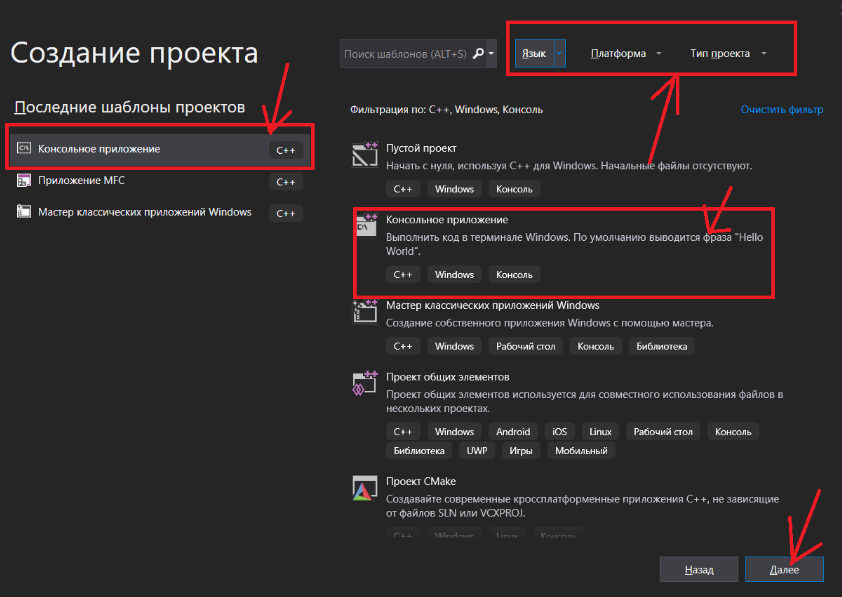 Создание проекта
Последние шаблоны проектов
Консольное приложение
C++
Приложение MFC
C++
Мастер классических приложений Windows
C++
Поиск шаблонов (ALT+S)
Язык
Платформа
Тип проекта
Фильтрация по: C++, Windows, Консоль
Очистить фильтр
Пустой проект
Начать с нуля, используя C++ для Windows. Начальные файлы отсутствуют.
C++ Windows Консоль
Консольное приложение
Выполнить код в терминале Windows. По умолчанию выводится фраза "Hello
World".
C++ Windows Консоль
Мастер классических приложений Windows
Создание собственного приложения Windows с помощью мастера.
C++ Windows Рабочий стол Консоль Библиотека
Проект общих элементов
Проект общих элементов используется для совместного использования файлов в
нескольких проектах.
C++ Windows Android iOS Linux Рабочий стол Консоль
Библиотека UWP Игры Мобильный
Проект CMake
Создавайте современные кроссплатформенные приложения C++, не зависящие
от файлов SLN или VCXPROJ.
C++ Windows Linux Консоль
Назад
Далее